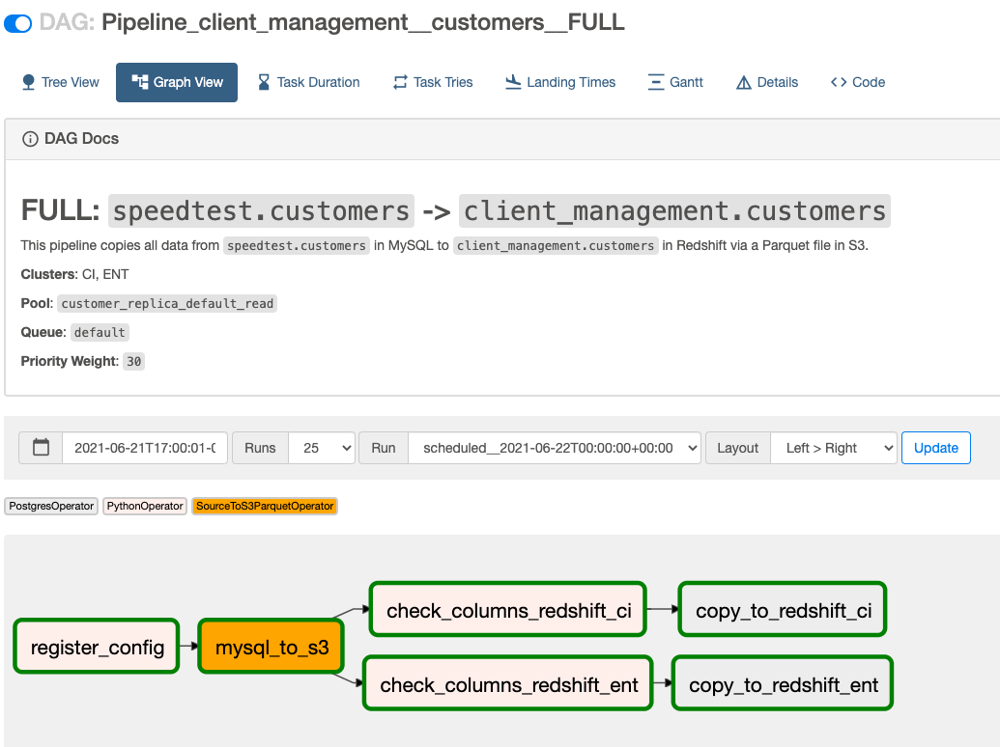 DAG: Pipeline_client_management__customers__FULL
Tree View Graph View Task Duration Task Tries Landing Times Gantt Details Code
DAG Docs
FULL: speedtest.customers -> client_management.customers
This pipeline copies all data from speedtest.customers in MySQL to client_management.customers in Redshift via a Parquet file in S3.
Clusters: CI, ENT
Pool: customer_replica_default_read
Queue: default
Priority Weight: 30
2021-06-21T17:00:01-0 Runs 25 Run scheduled__2021-06-22T00:00:00+00:00 Layout Left > Right Update
PostgresOperator PythonOperator SourceToS3ParquetOperator
check_columns_redshift_ci copy_to_redshift_ci
register_config mysql_to_s3
check_columns_redshift_ent copy_to_redshift_ent